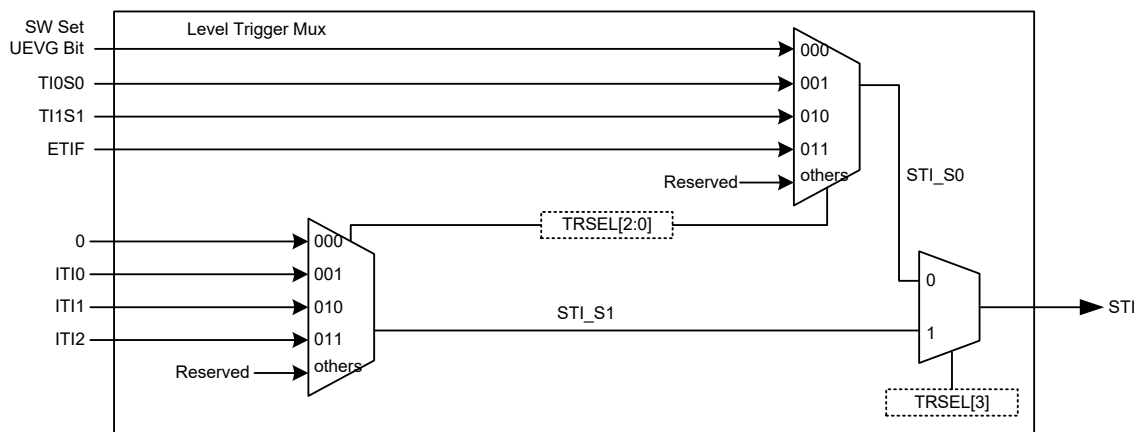 SW Set
UEVG Bit
Level Trigger Mux
000
TI0S0
001
TI1S1
010
ETIF
011
Reserved
others
STI_S0
TRSEL[2:0]
0
000
ITI0
001
0
ITI1
010
STI_S1
STI
ITI2
011
1
Reserved
others
TRSEL[3]